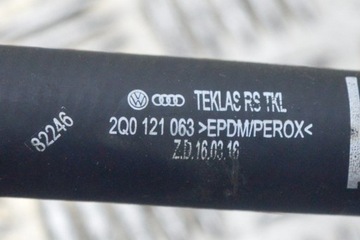 TEKLAS RS TKL
2Q0 121 063 >EPDM/PEROX<
Z.D.16.03.16
82246